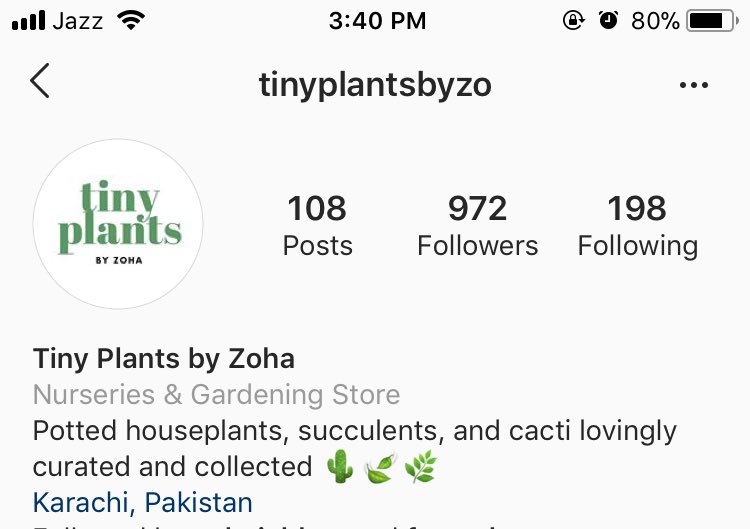 Jazz 3:40 PM 80%
tinyplantsbyzo
tiny
plants
BY ZOHA
108 972 198
Posts Followers Following
Tiny Plants by Zoha
Nurseries & Gardening Store
Potted houseplants, succulents, and cacti lovingly
curated and collected 🌵🍃🌿
Karachi, Pakistan